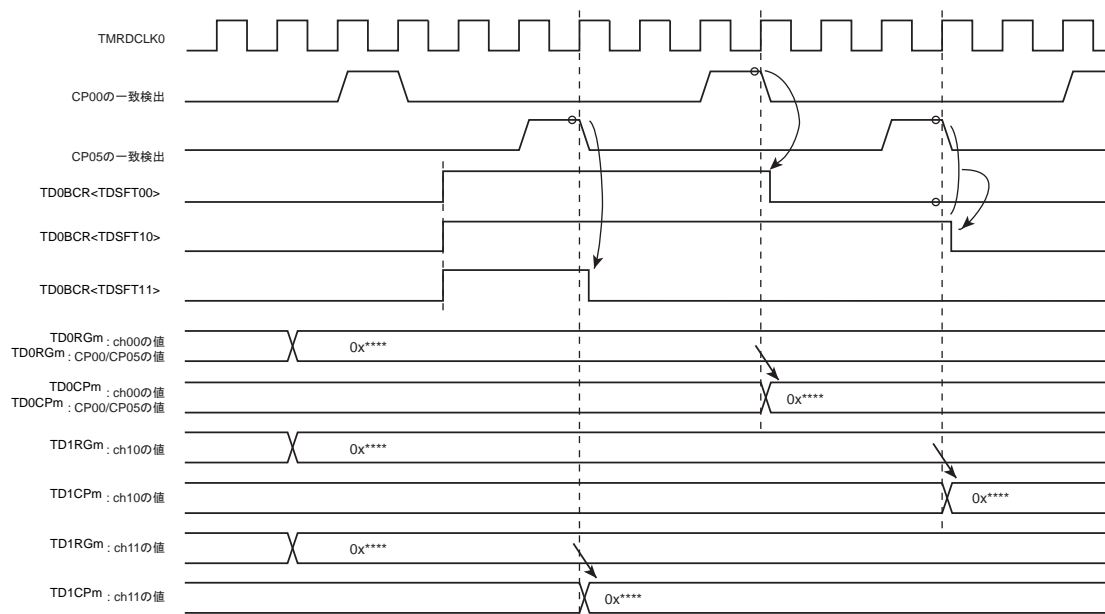 TMRDCLK0
CP00の一致検出
CP05の一致検出
TD0BCR<TDSFT00>
TD0BCR<TDSFT10>
TD0BCR<TDSFT11>
TD0RGm : ch00の値
TD0RGm : CP00/CP05の値
0x****
TD0CPm : ch00の値
TD0CPm : CP00/CP05の値
0x****
TD1RGm : ch10の値
0x****
TD1CPm : ch10の値
0x****
TD1RGm : ch11の値
0x****
TD1CPm : ch11の値
0x****